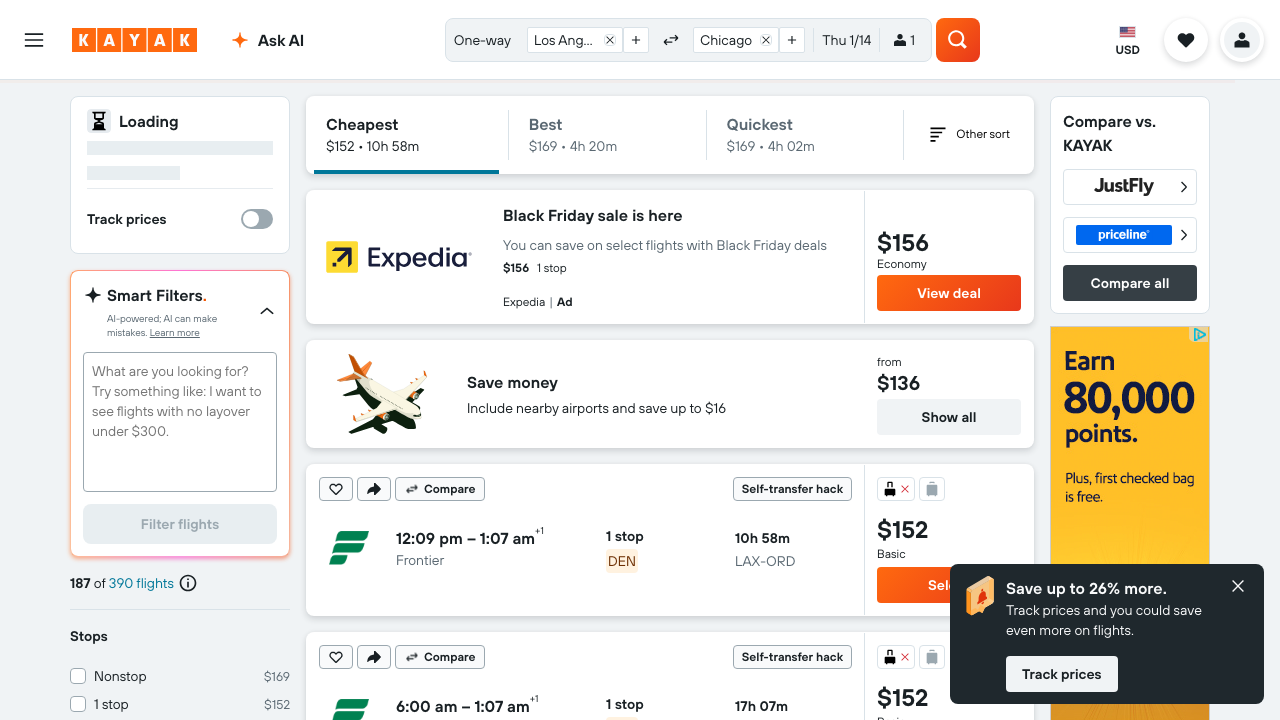 KAYAK
Ask AI
One-way
Los Ang...
Chicago
Thu 1/14
1
USD
Loading
Track prices
Smart Filters.
AI-powered; AI can make
mistakes. Learn more
What are you looking for?
Try something like: I want to
see flights with no layover
under $300.
Filter flights
187 of 390 flights
Stops
Nonstop
$169
1 stop
$152
Cheapest
$152 • 10h 58m
Best
$169 • 4h 20m
Quickest
$169 • 4h 02m
Other sort
Expedia
Black Friday sale is here
You can save on select flights with Black Friday deals
$156 1 stop
Expedia | Ad
$156
Economy
View deal
Save money
Include nearby airports and save up to $16
from
$136
Show all
Compare
Self-transfer hack
12:09 pm – 1:07 am+1
Frontier
1 stop
DEN
10h 58m
LAX-ORD
$152
Basic
Compare
Self-transfer hack
6:00 am – 1:07 am+1
1 stop
17h 07m
$152
Compare vs.
KAYAK
JustFly
priceline
Compare all
Earn
80,000
points.
Plus, first checked bag
is free.
Save up to 26% more.
Track prices and you could save
even more on flights.
Track prices